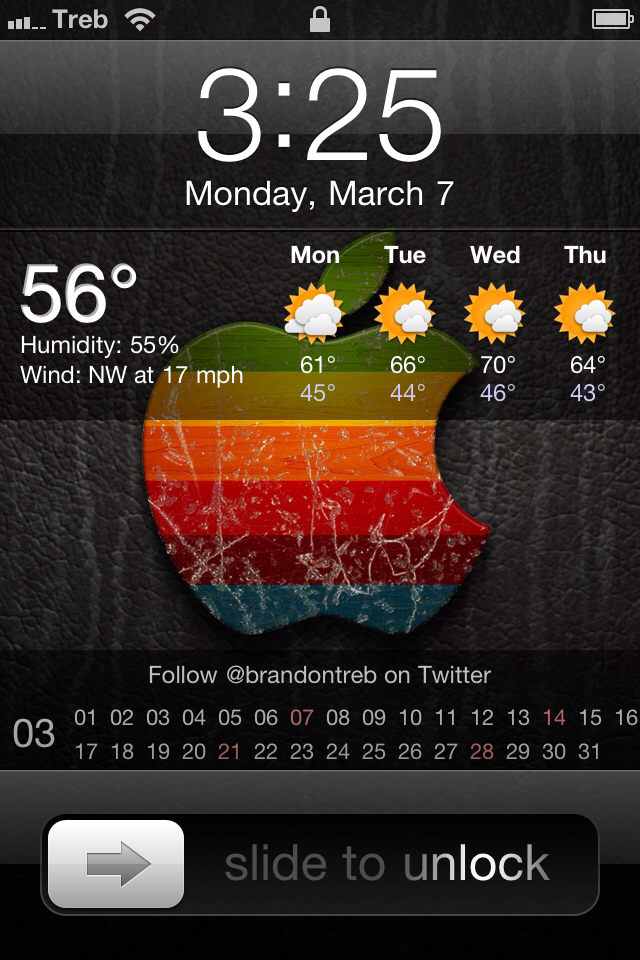 Treb
3:25
Monday, March 7
Mon Tue Wed Thu
56°
Humidity: 55%
Wind: NW at 17 mph
61° 66° 70° 64°
45° 44° 46° 43°
Follow @brandontreb on Twitter
03
01 02 03 04 05 06 07 08 09 10 11 12 13 14 15 16
17 18 19 20 21 22 23 24 25 26 27 28 29 30 31
slide to unlock